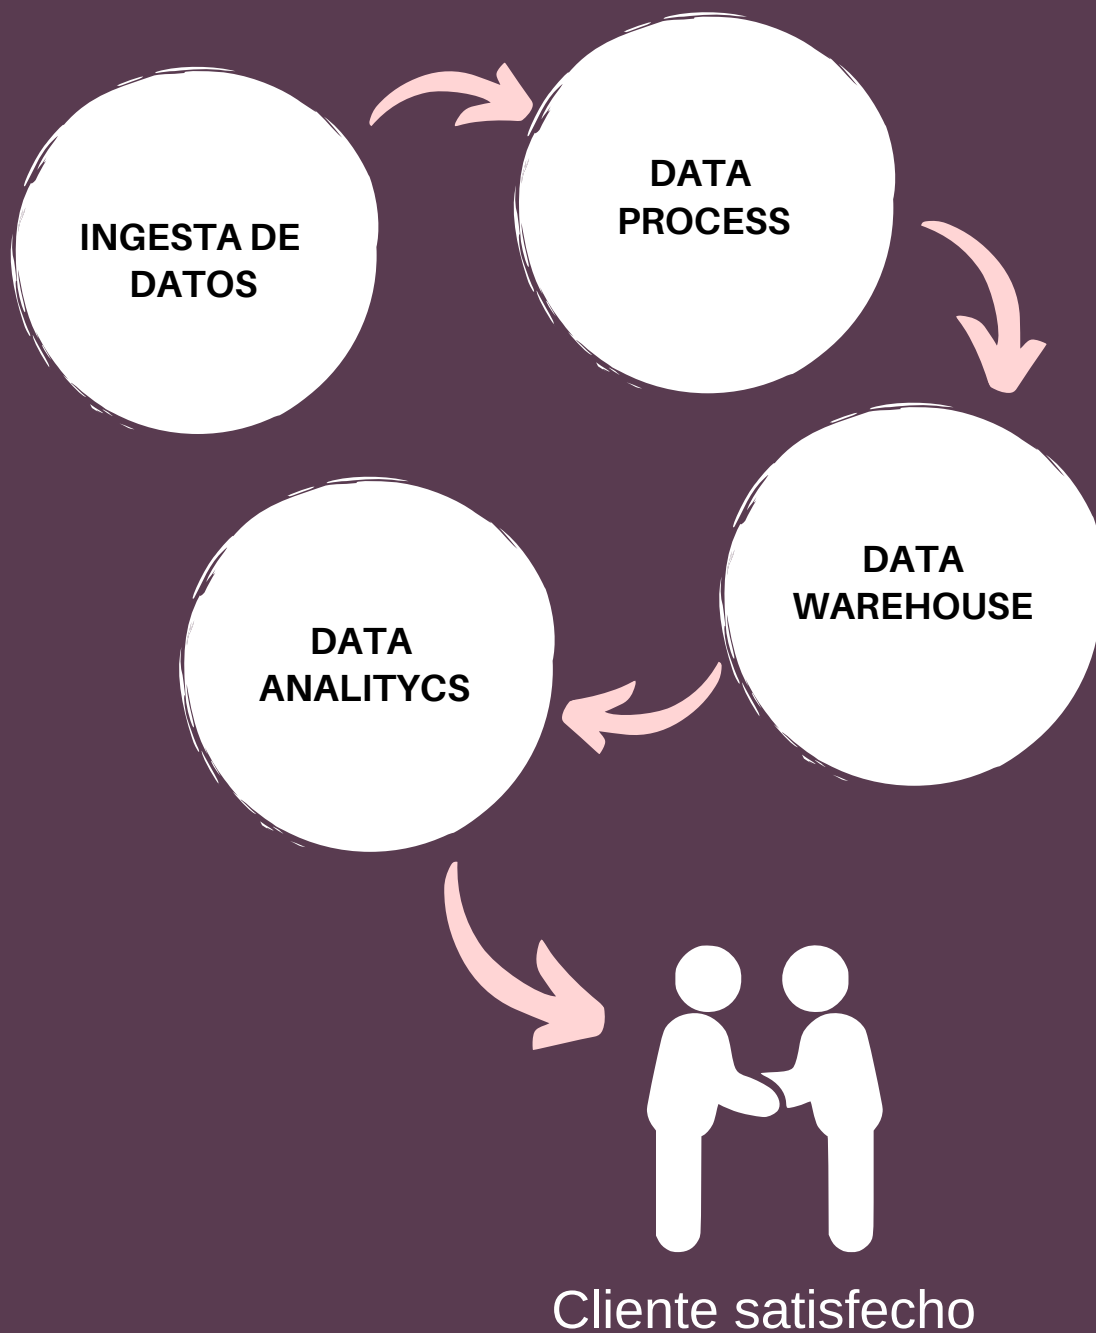 INGESTA DE
DATOS
DATA
PROCESS
DATA
WAREHOUSE
DATA
ANALITYCS
Cliente satisfecho